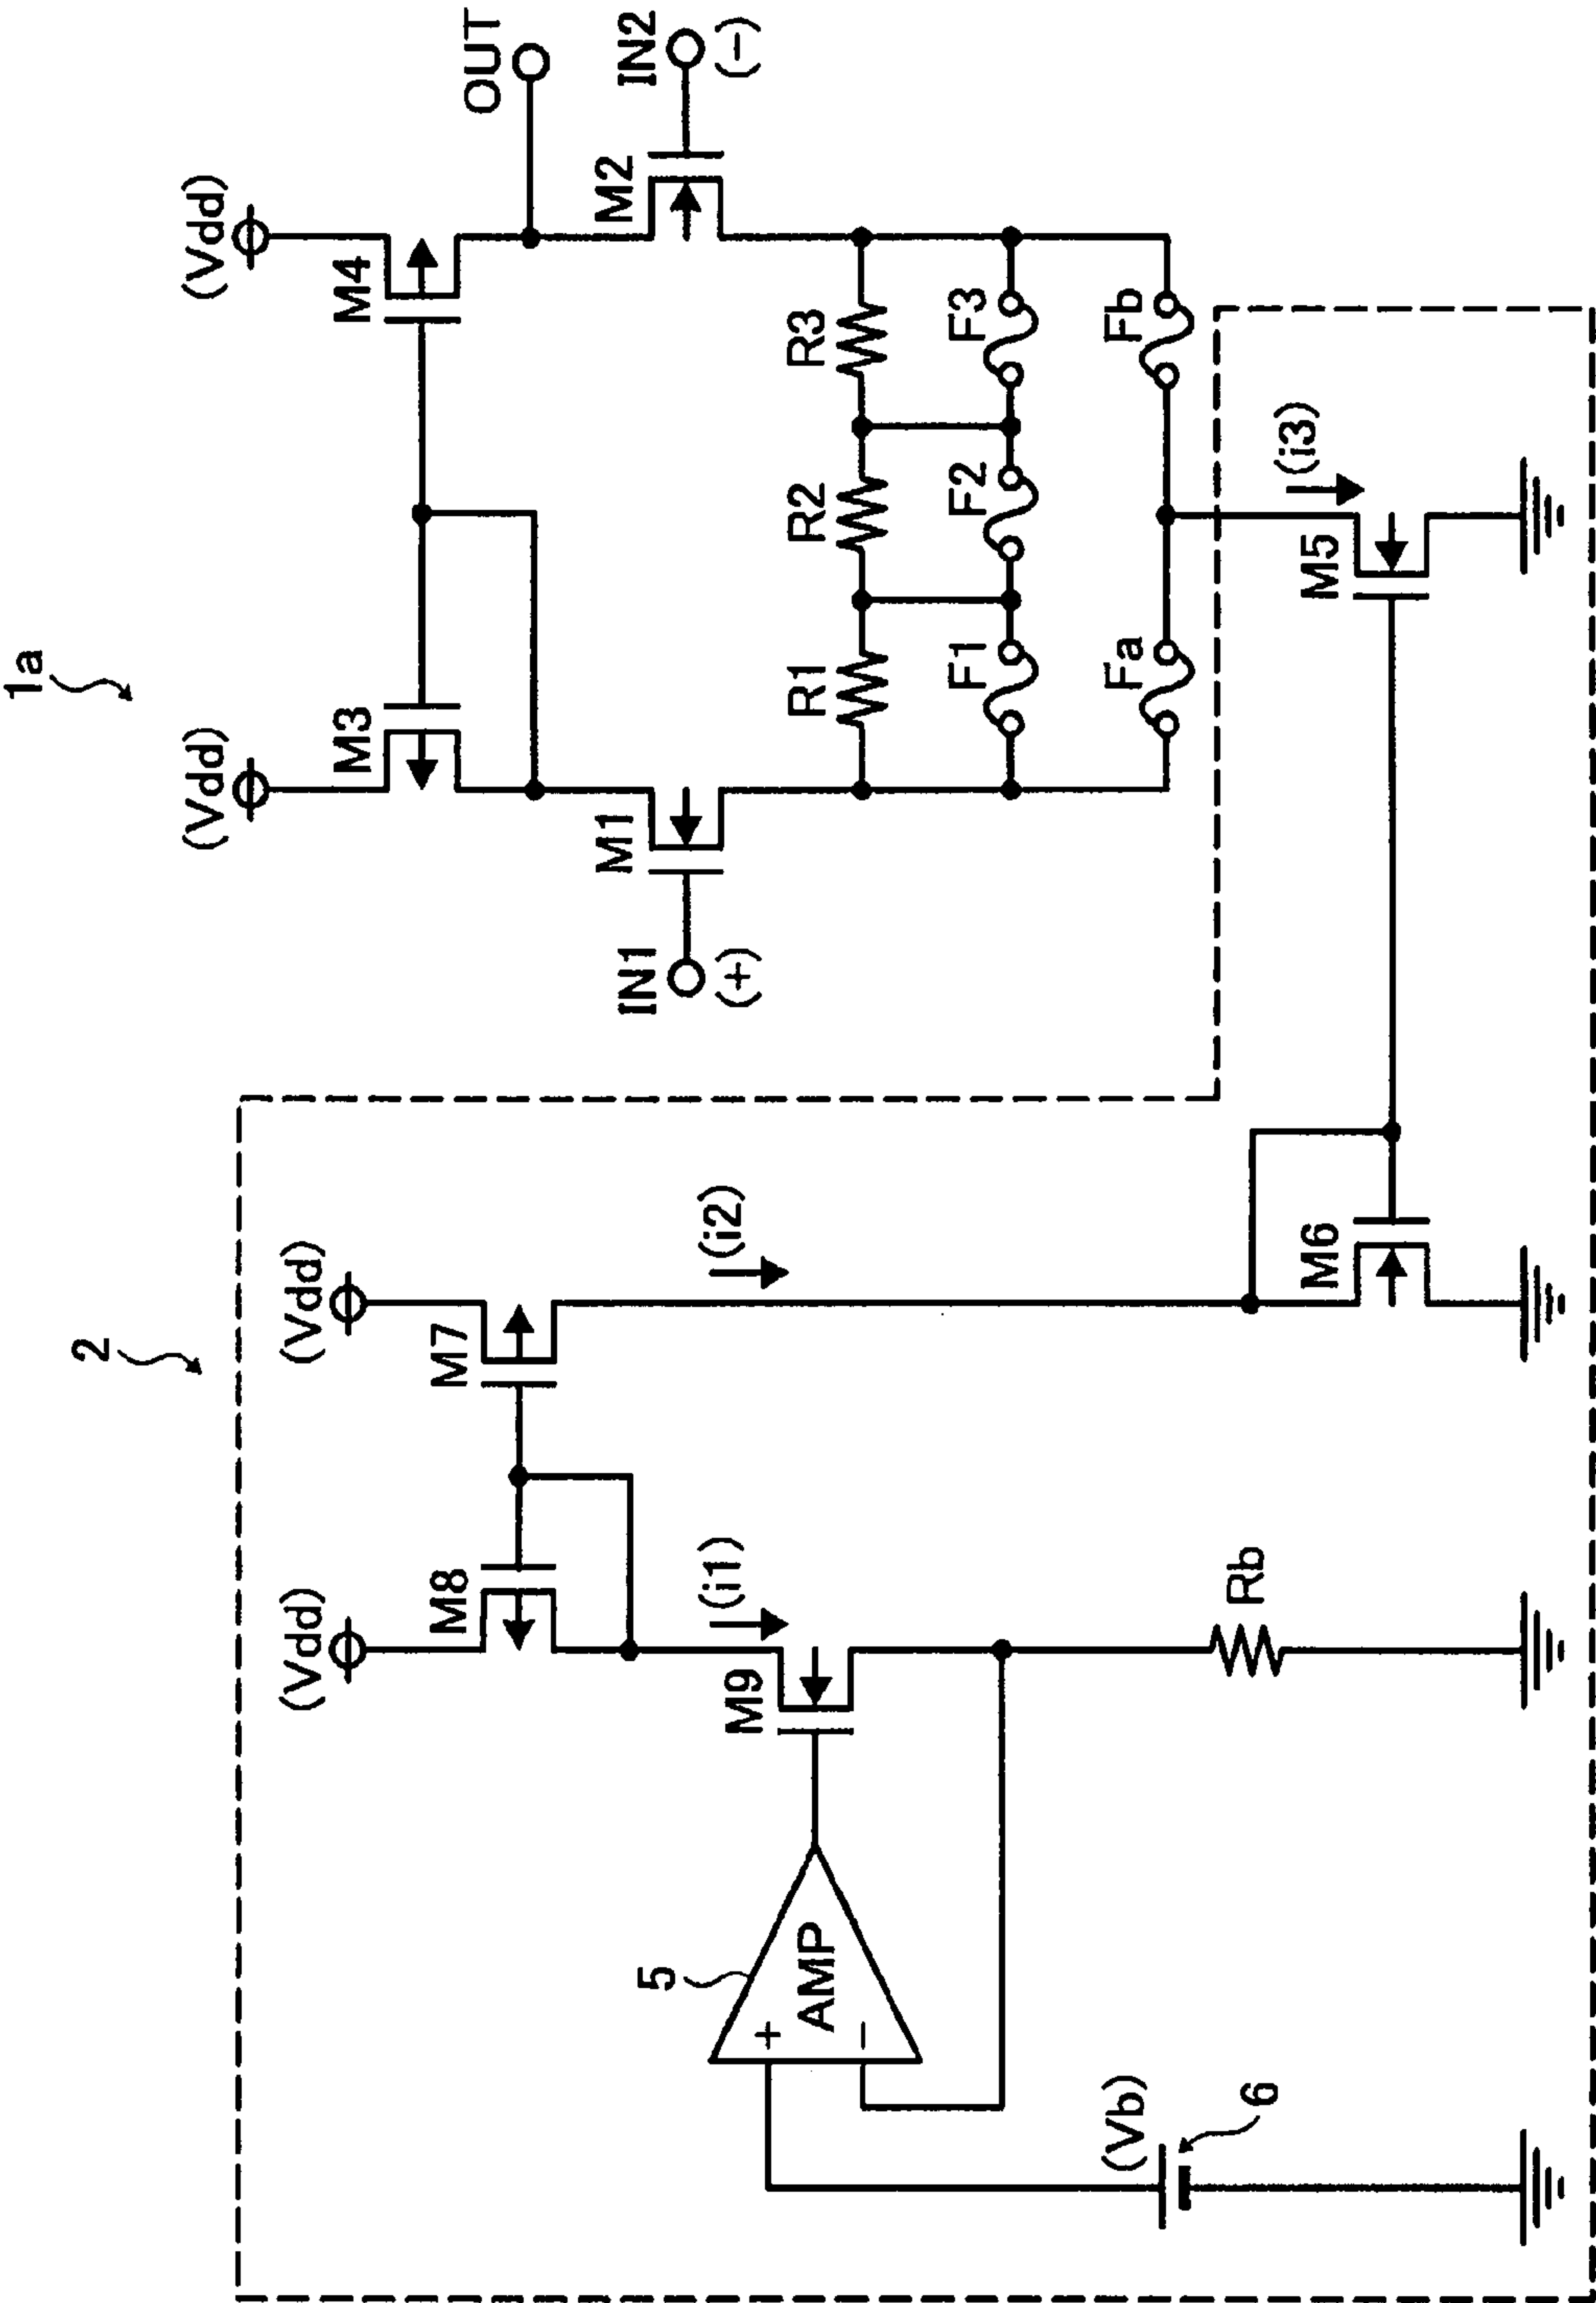 1a
2
(Vdd)
(Vdd)
(Vdd)
(Vdd)
M8
M7
M3
M4
OUT
5
AMP
+
−
M9
(i1)
(i2)
IN1
(+)
M1
M2
IN2
(−)
R1
R2
R3
F1
F2
F3
Fa
Fb
(Vb)
6
Rb
M6
M5
(i3)